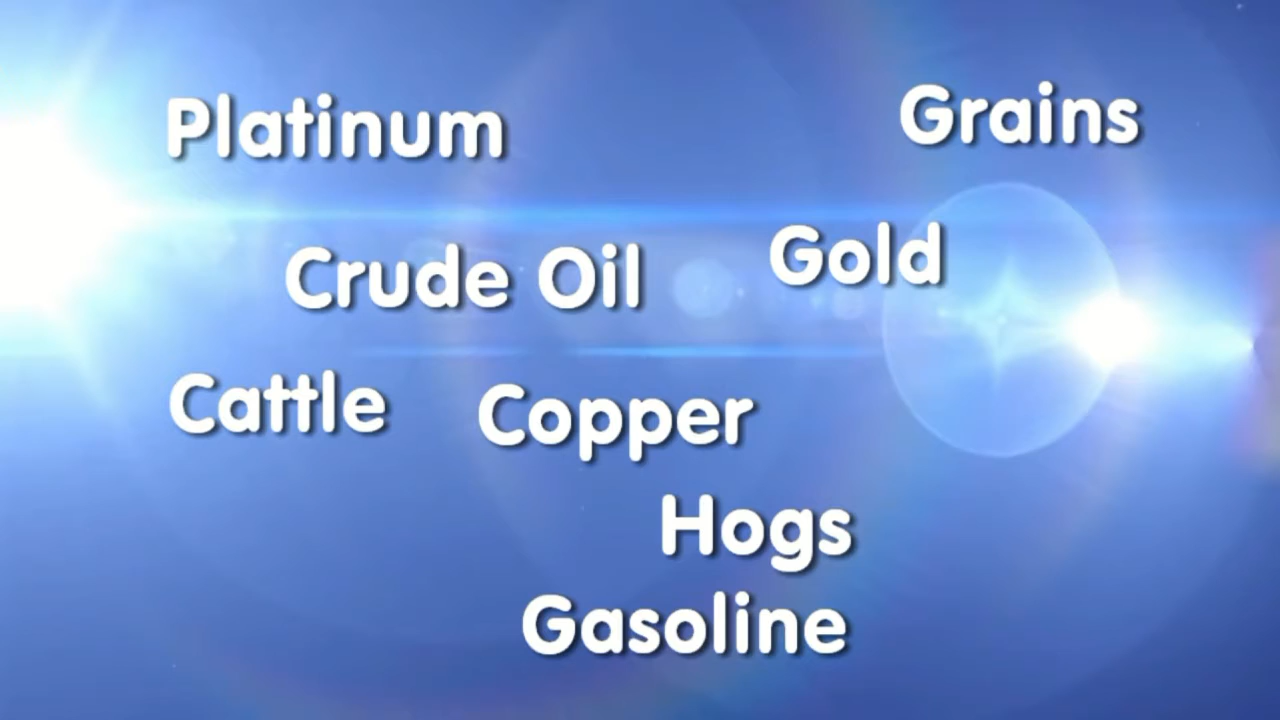 Platinum
Grains
Crude Oil
Gold
Cattle
Copper
Hogs
Gasoline